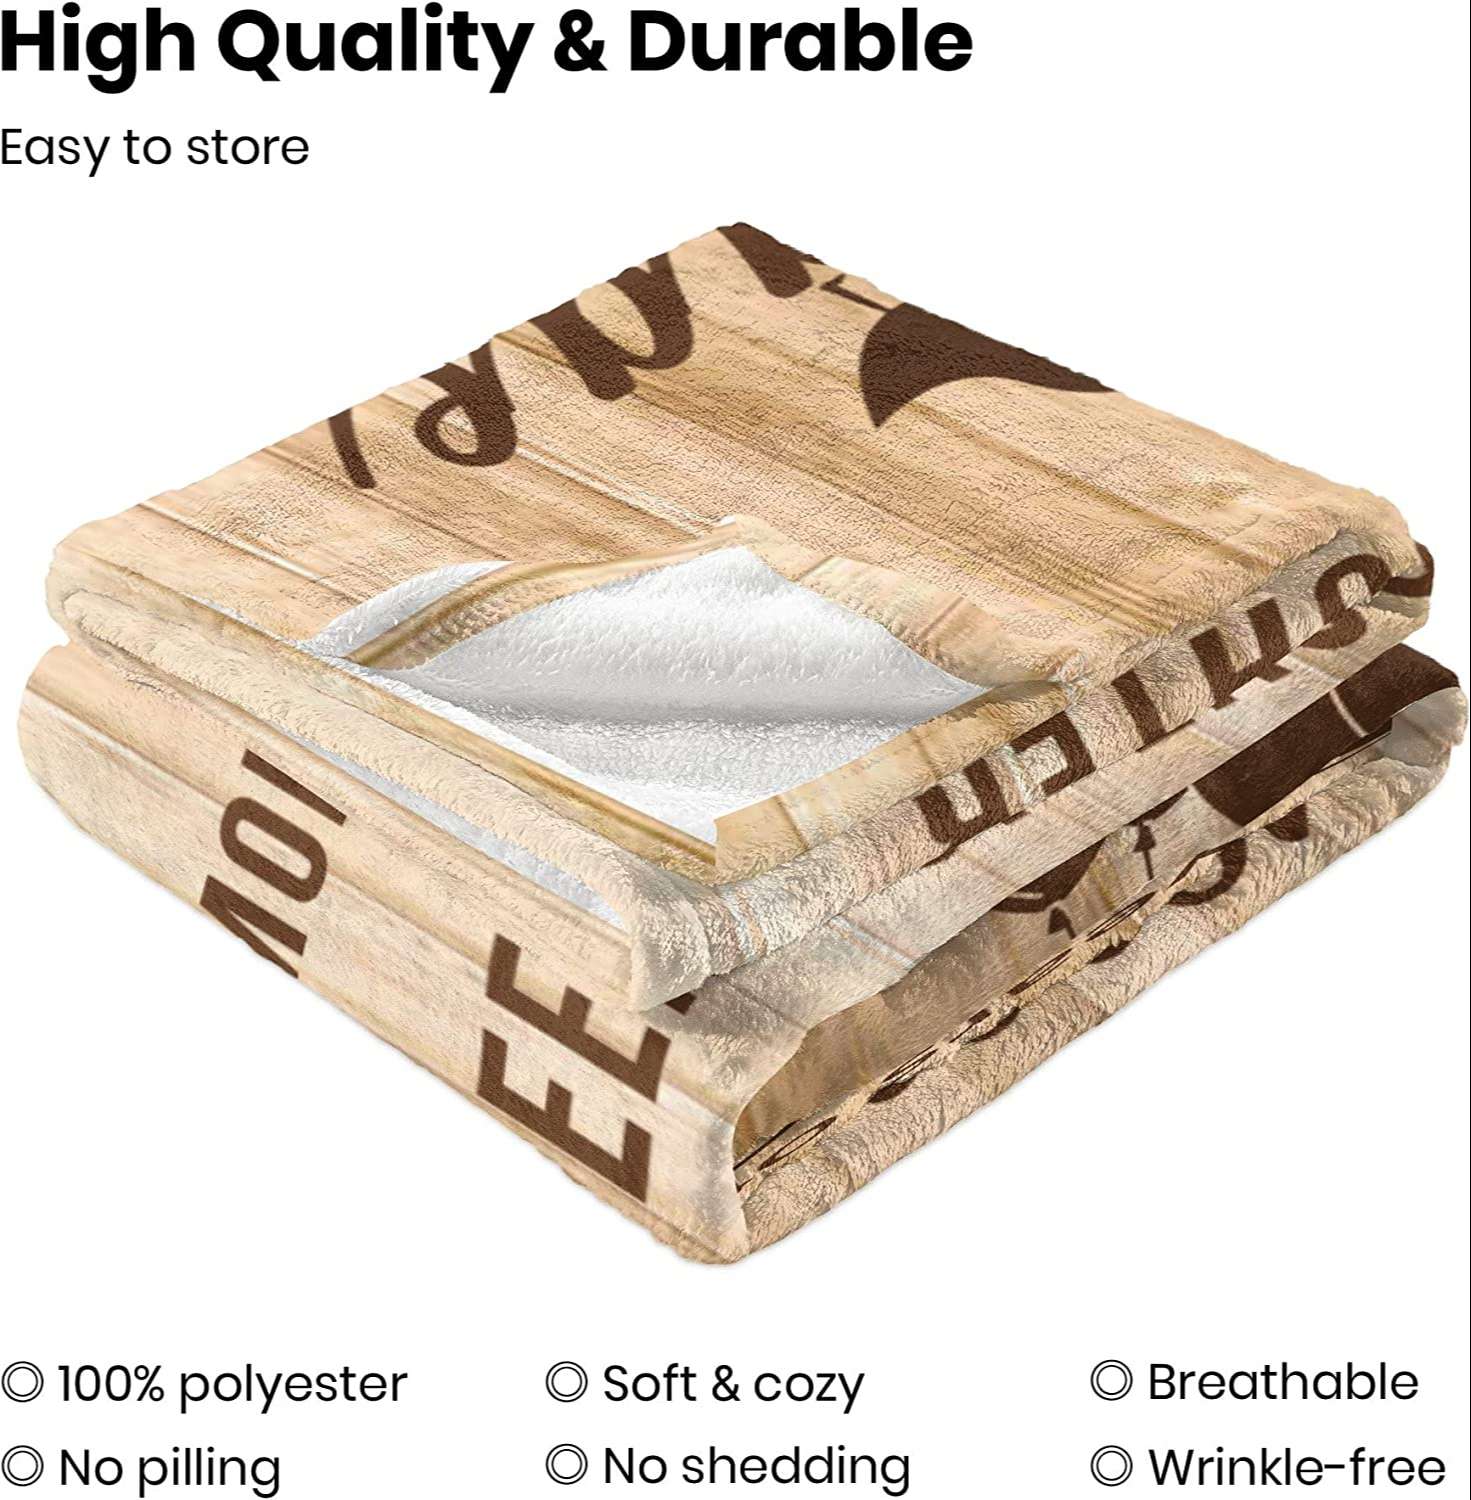 High Quality & Durable
Easy to store
100% polyester
Soft & cozy
Breathable
No pilling
No shedding
Wrinkle-free